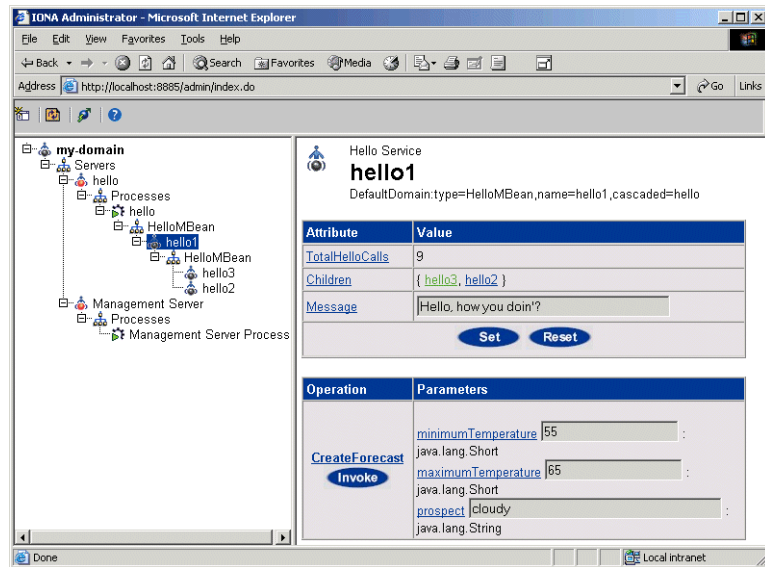 IONA Administrator - Microsoft Internet Explorer
File Edit View Favorites Tools Help
Back Search Favorites Media
Address http://localhost:8885/admin/index.do Go Links
my-domain
Servers
hello
Processes
hello
HelloMBean
hello1
HelloMBean
hello3
hello2
Management Server
Processes
Management Server Process
Hello Service
hello1
DefaultDomain:type=HelloMBean,name=hello1,cascaded=hello
Attribute Value
TotalHelloCalls 9
Children { hello3, hello2 }
Message Hello, how you doin'?
Set Reset
Operation Parameters
CreateForecast
Invoke
minimumTemperature 55 :
java.lang.Short
maximumTemperature 65 :
java.lang.Short
prospect cloudy :
java.lang.String
Done Local intranet